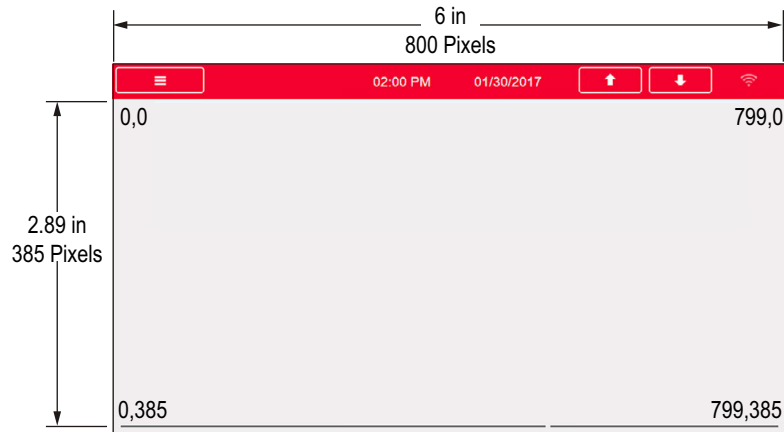 6 in
800 Pixels
02:00 PM 01/30/2017
0,0 799,0
2.89 in
385 Pixels
0,385 799,385